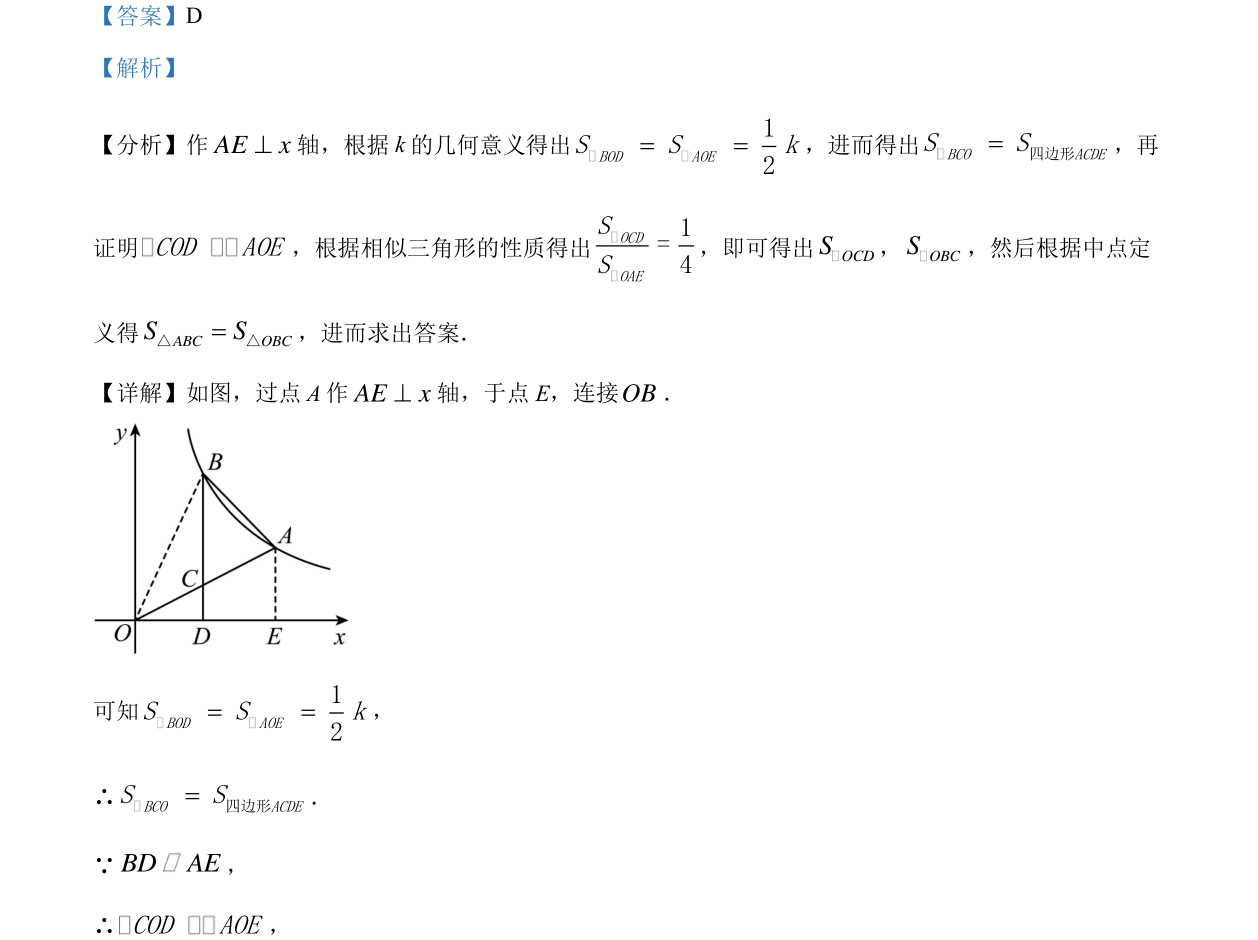 【答案】D
【解析】
【分析】作 AE ⊥ x 轴，根据 k 的几何意义得出 S□BOD = S□AOE = 1/2 k，进而得出 S□BCO = S四边形ACDE，再
证明□COD □□AOE，根据相似三角形的性质得出 S□OCD/S□OAE = 1/4，即可得出 S□OCD，S□OBC，然后根据中点定
义得 S△ABC = S△OBC，进而求出答案．
【详解】如图，过点 A 作 AE ⊥ x 轴，于点 E，连接 OB．
y
B
A
C
O D E x
可知 S□BOD = S□AOE = 1/2 k，
∴ S□BCO = S四边形ACDE．
∵ BD □ AE，
∴ □COD □□AOE，